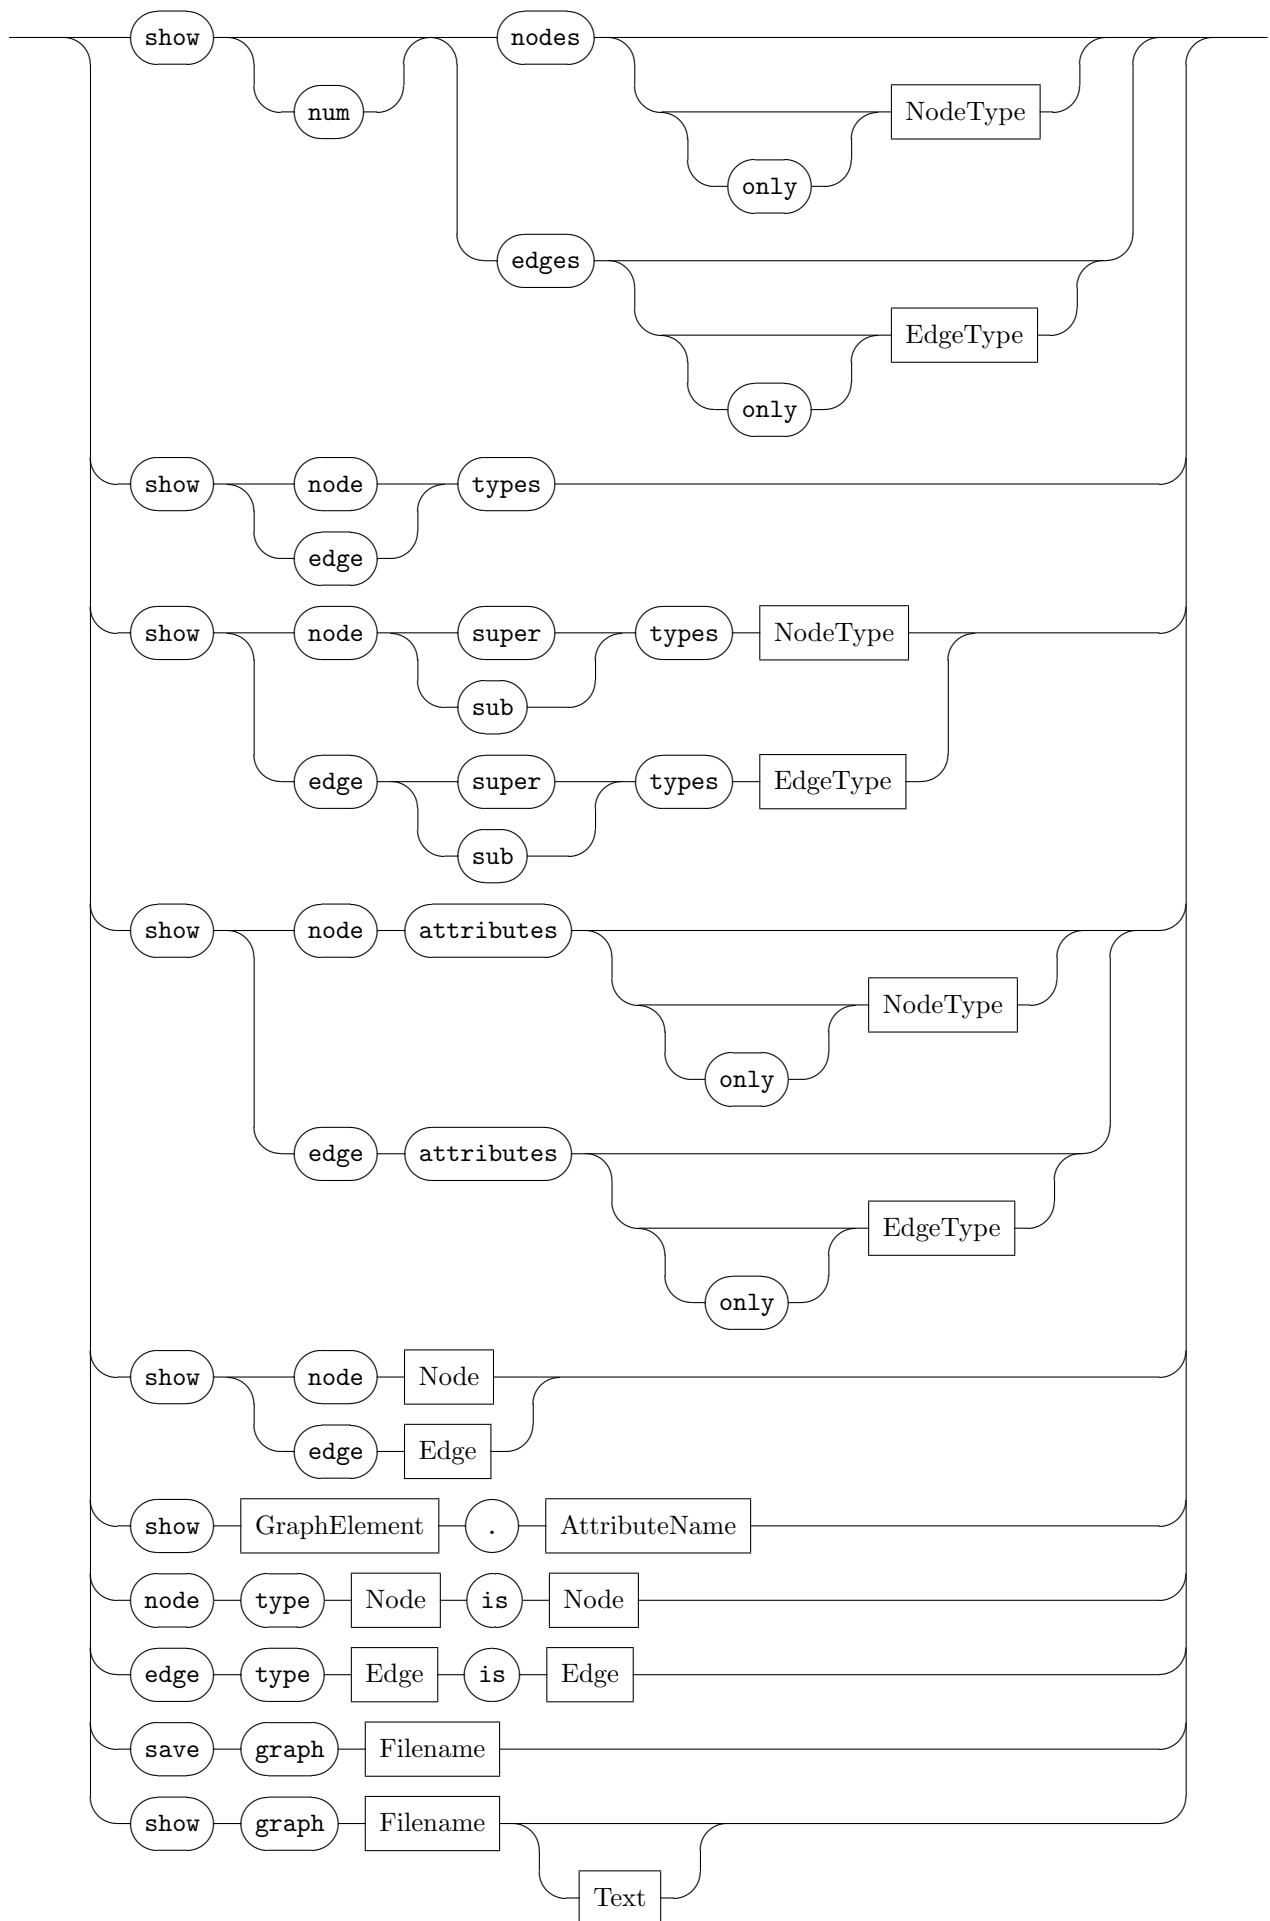 show nodes
num NodeType
only
edges
EdgeType
only
show node types
edge
show node super types NodeType
sub
edge super types EdgeType
sub
show node attributes
NodeType
only
edge attributes
EdgeType
only
show node Node
edge Edge
show GraphElement . AttributeName
node type Node is Node
edge type Edge is Edge
save graph Filename
show graph Filename
Text